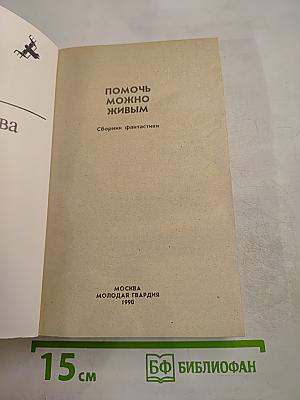 ва
ПОМОЧЬ
МОЖНО
ЖИВЫМ
Сборник фантастики
МОСКВА
МОЛОДАЯ ГВАРДИЯ
1990
15 см
БФ БИБЛИОФАН